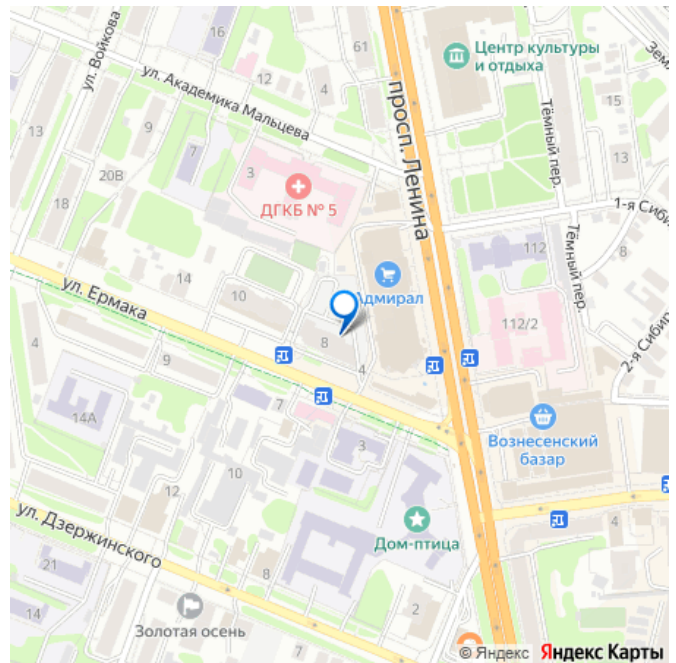 16
61
ул. Войкова
12
4
Центр культуры
и отдыха
ул. Академика Мальцева
просп. Ленина
Тёмный пер.
15
13
9
7
3
13
20В
ДГКБ № 5
18
1-я Сиби
Тёмный пер.
112
8
14
10
Адмирал
ул. Ермака
112/2
2-я Сибир
4
8
9
4
14А
7
3
Вознесенский
базар
10
12
4
ул. Дзержинского
Дом-птица
21
8
2
14
Золотая осень
© Яндекс Яндекс Карты